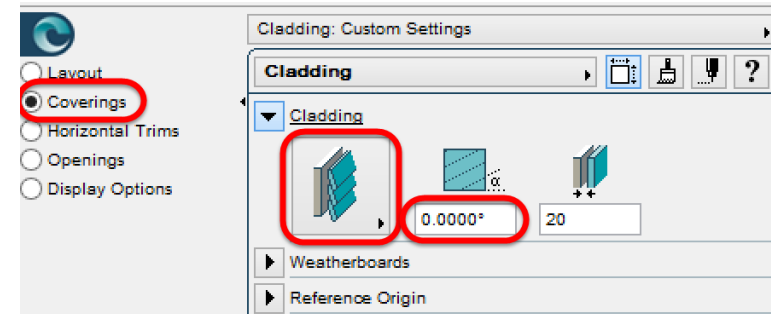 Cladding: Custom Settings
Layout
Coverings
Horizontal Trims
Openings
Display Options
Cladding
?
Cladding
α
0.0000°
20
Weatherboards
Reference Origin